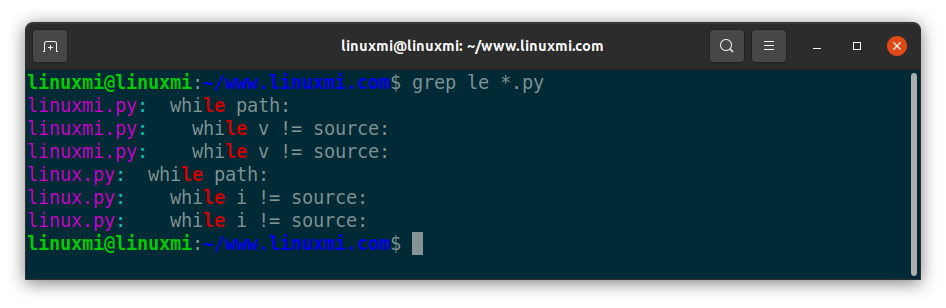 linuxmi@linuxmi: ~/www.linuxmi.com
linuxmi@linuxmi:~/www.linuxmi.com$ grep le *.py
linuxmi.py:  while path:
linuxmi.py:    while v != source:
linuxmi.py:    while v != source:
linux.py:  while path:
linux.py:    while i != source:
linux.py:    while i != source:
linuxmi@linuxmi:~/www.linuxmi.com$